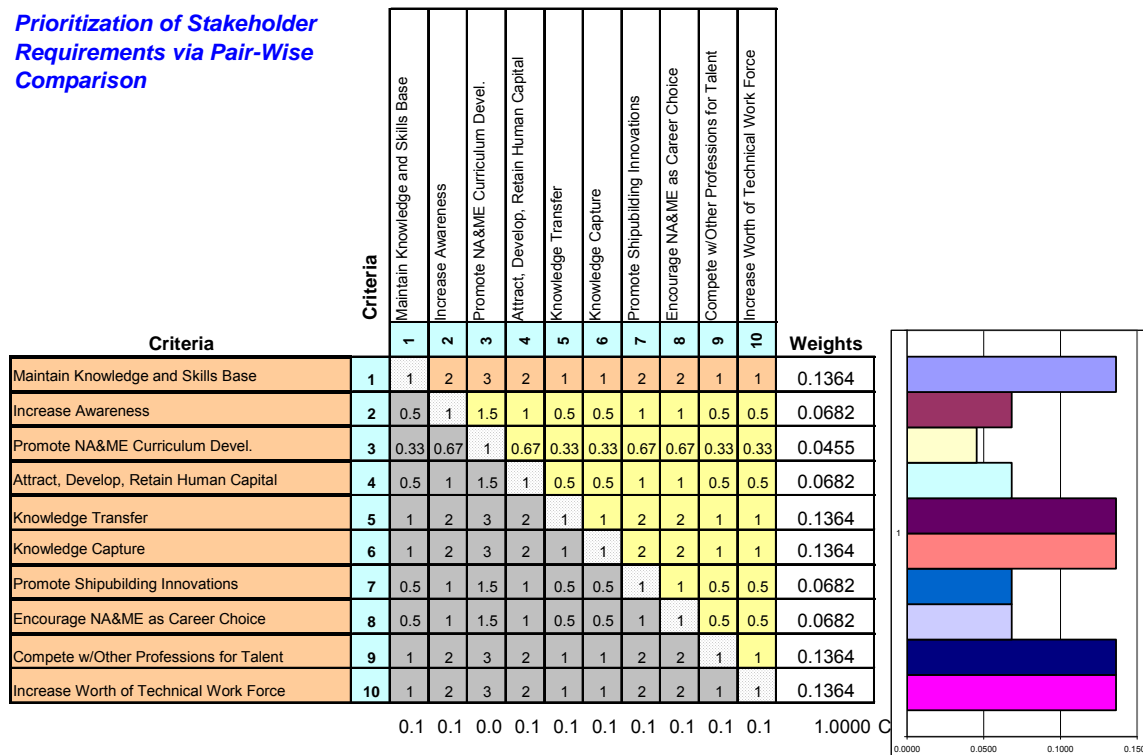 Prioritization of Stakeholder
Requirements via Pair-Wise
Comparison
Criteria
Maintain Knowledge and Skills Base
Increase Awareness
Promote NA&ME Curriculum Devel.
Attract, Develop, Retain Human Capital
Knowledge Transfer
Knowledge Capture
Promote Shipubilding Innovations
Encourage NA&ME as Career Choice
Compete w/Other Professions for Talent
Increase Worth of Technical Work Force
Criteria 1 2 3 4 5 6 7 8 9 10 Weights
Maintain Knowledge and Skills Base 1 1 2 3 2 1 1 2 2 1 1 0.1364
Increase Awareness 2 0.5 1 1.5 1 0.5 0.5 1 1 0.5 0.5 0.0682
Promote NA&ME Curriculum Devel. 3 0.33 0.67 1 0.67 0.33 0.33 0.67 0.67 0.33 0.33 0.0455
Attract, Develop, Retain Human Capital 4 0.5 1 1.5 1 0.5 0.5 1 1 0.5 0.5 0.0682
Knowledge Transfer 5 1 2 3 2 1 1 2 2 1 1 0.1364
Knowledge Capture 6 1 2 3 2 1 1 2 2 1 1 0.1364
Promote Shipubilding Innovations 7 0.5 1 1.5 1 0.5 0.5 1 1 0.5 0.5 0.0682
Encourage NA&ME as Career Choice 8 0.5 1 1.5 1 0.5 0.5 1 1 0.5 0.5 0.0682
Compete w/Other Professions for Talent 9 1 2 3 2 1 1 2 2 1 1 0.1364
Increase Worth of Technical Work Force 10 1 2 3 2 1 1 2 2 1 1 0.1364
0.1 0.1 0.0 0.1 0.1 0.1 0.1 0.1 0.1 0.1 1.0000 C
1
0.0000 0.0500 0.1000 0.150